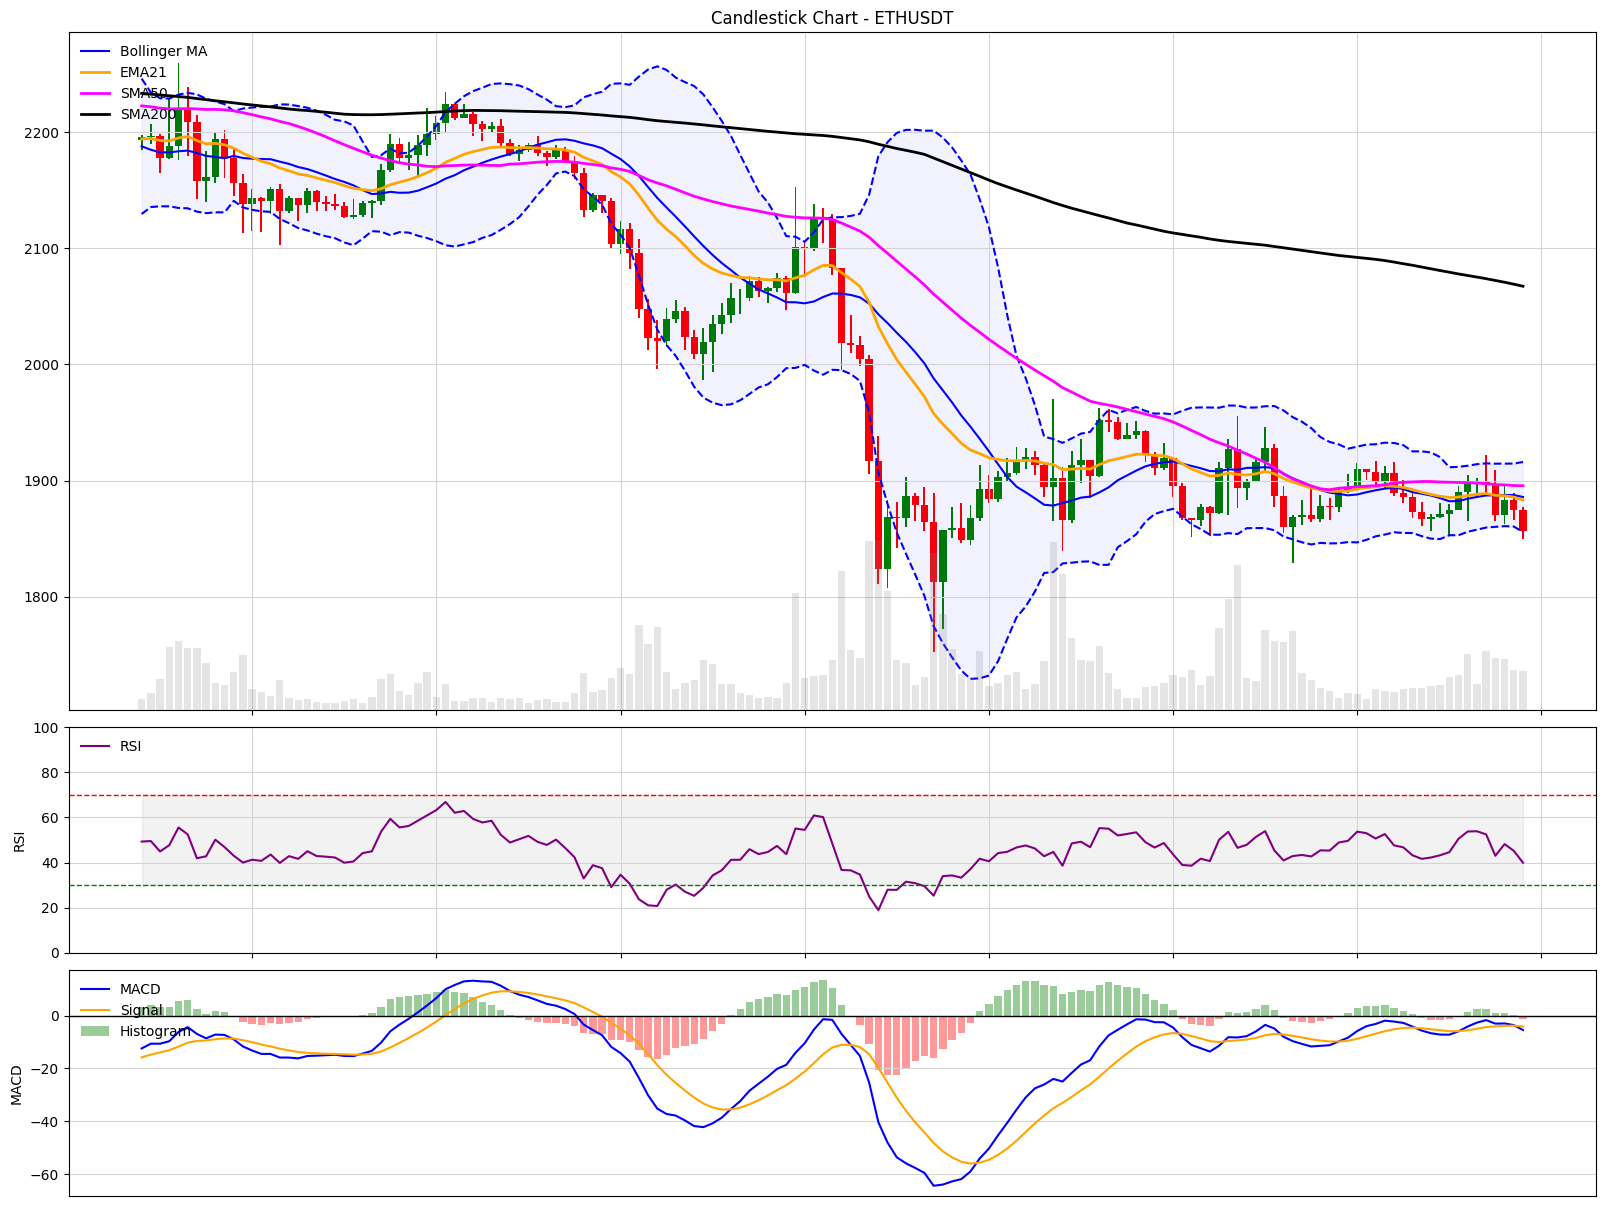 Candlestick Chart - ETHUSDT
Bollinger MA
EMA21
SMA50
SMA200
2200
2100
2000
1900
1800
RSI
100
80
60
40
20
0
RSI
MACD
Signal
Histogram
0
−20
−40
−60
MACD